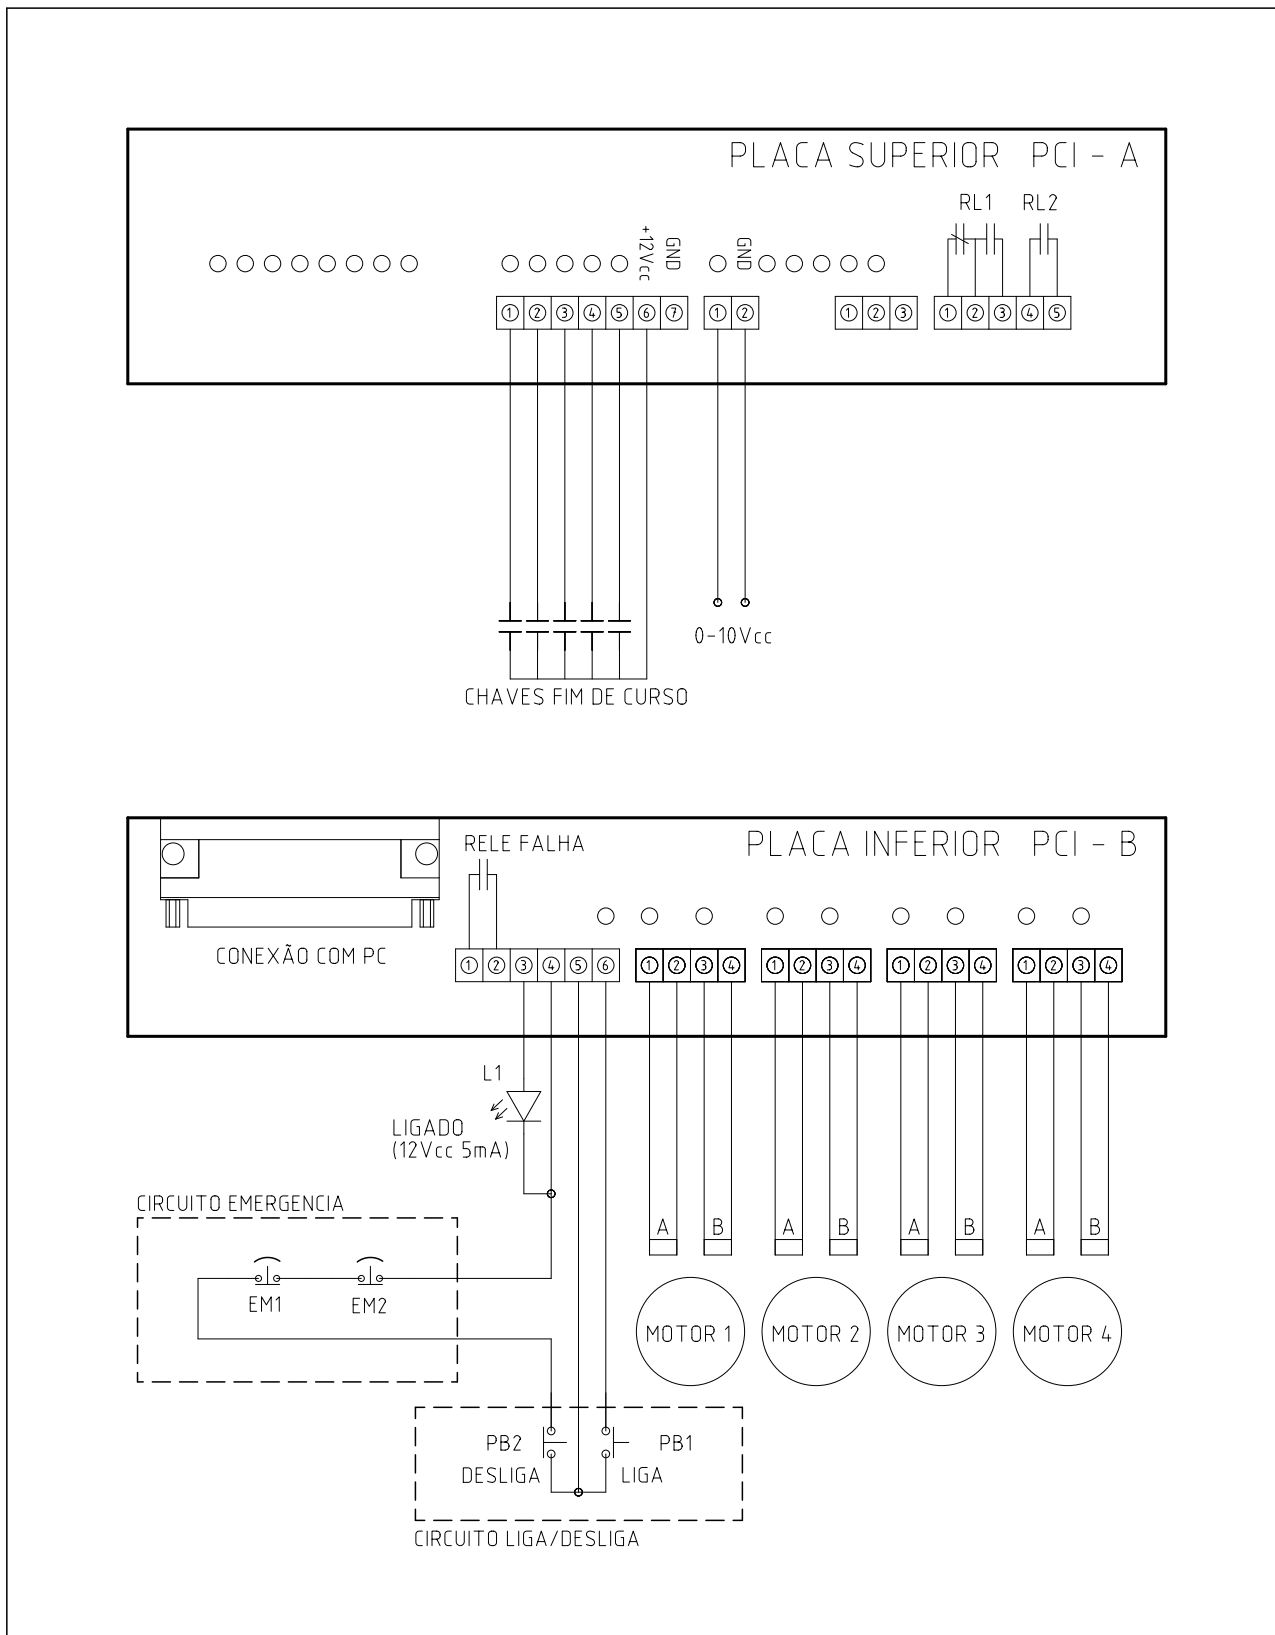 PLACA SUPERIOR PCI - A
RL1 RL2
+12Vcc GND GND
1 2 3 4 5 6 7 1 2 1 2 3 1 2 3 4 5
0-10Vcc
CHAVES FIM DE CURSO
PLACA INFERIOR PCI - B
RELE FALHA
CONEXÃO COM PC
1 2 3 4 5 6 1 2 3 4 1 2 3 4 1 2 3 4 1 2 3 4
L1
LIGADO
(12Vcc 5mA)
CIRCUITO EMERGENCIA
A B A B A B A B
EM1 EM2
MOTOR 1 MOTOR 2 MOTOR 3 MOTOR 4
PB2 PB1
DESLIGA LIGA
CIRCUITO LIGA/DESLIGA